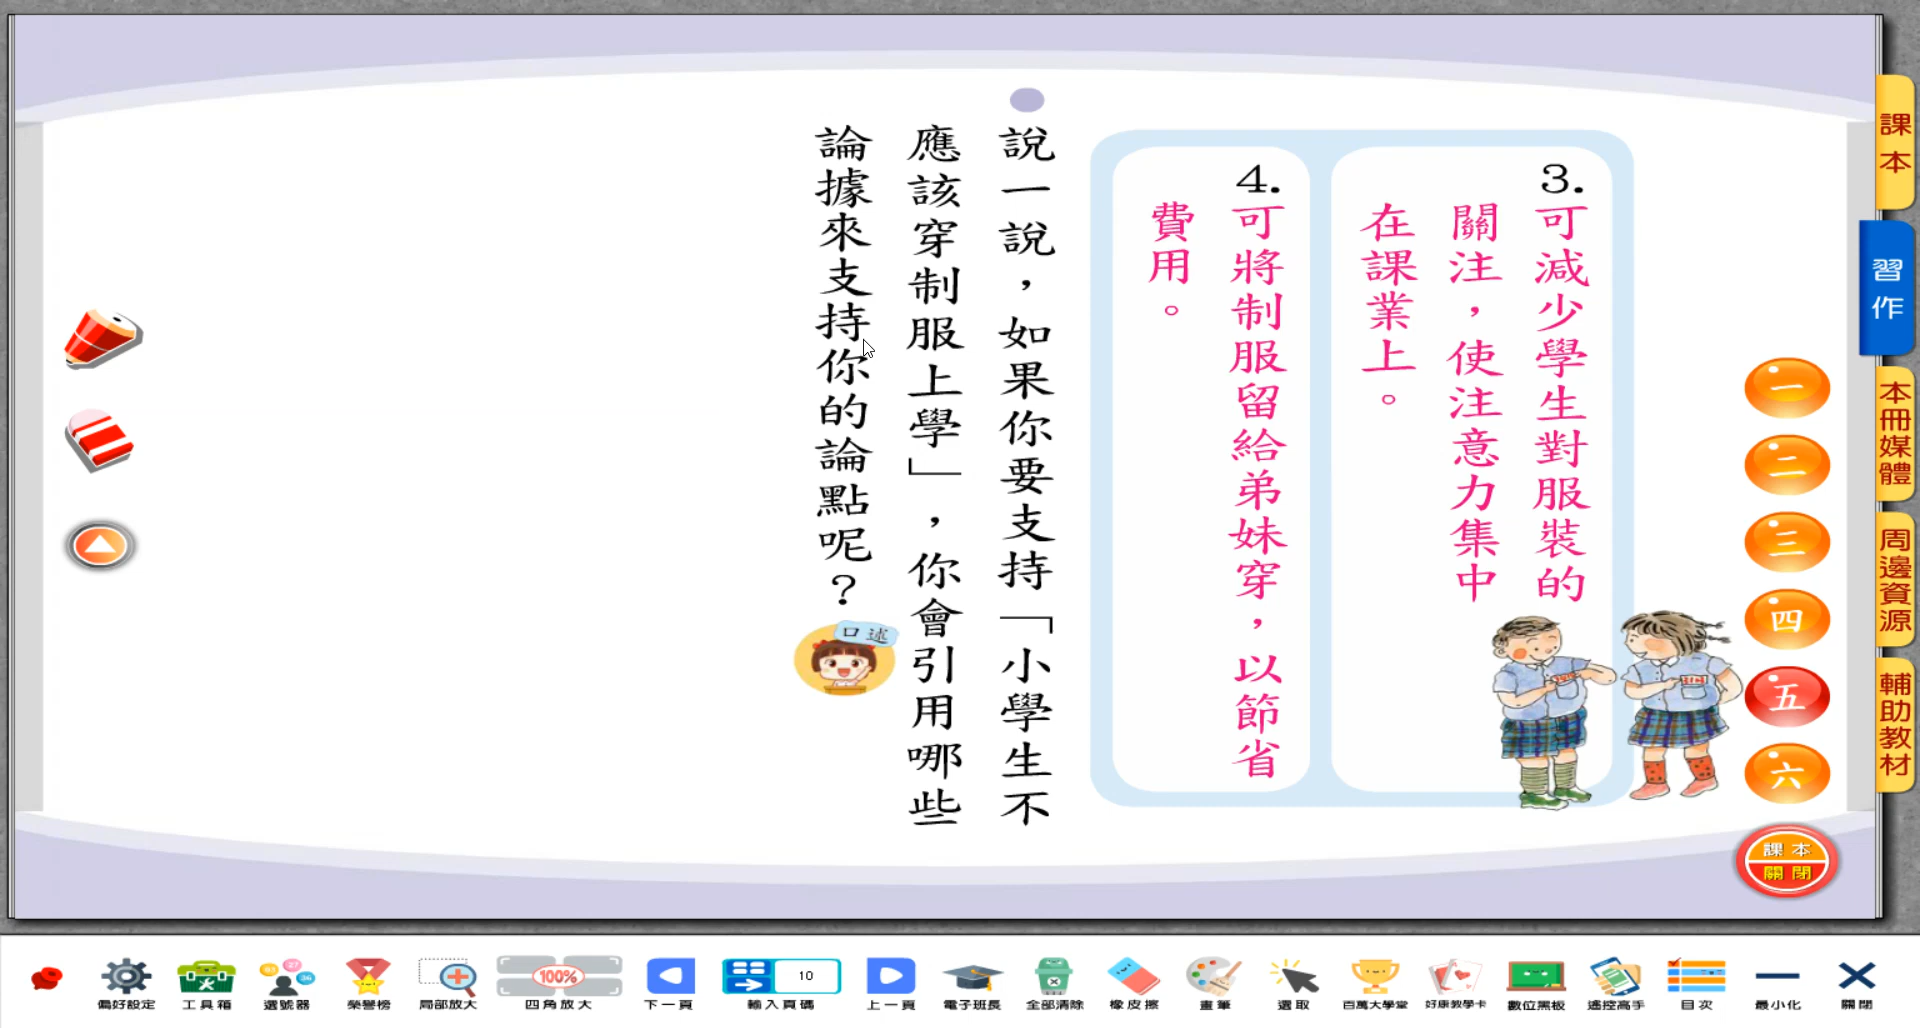 3.可減少學生對服裝的
關注，使注意力集中
在課業上。
4.可將制服留給弟妹穿，以節省
費用。
說一說，如果你要支持「小學生不
應該穿制服上學」，你會引用哪些
論據來支持你的論點呢？
口述
一
二
三
四
五
六
課本
關閉
課本
習作
本冊媒體
周邊資源
輔助教材
偏好設定
工具箱
選號器
榮譽榜
局部放大
100%
四角放大
下一頁
10
輸入頁碼
上一頁
電子班長
全部清除
橡皮擦
畫筆
選取
百萬大學堂
好康教學卡
數位黑板
遙控高手
目次
最小化
關閉